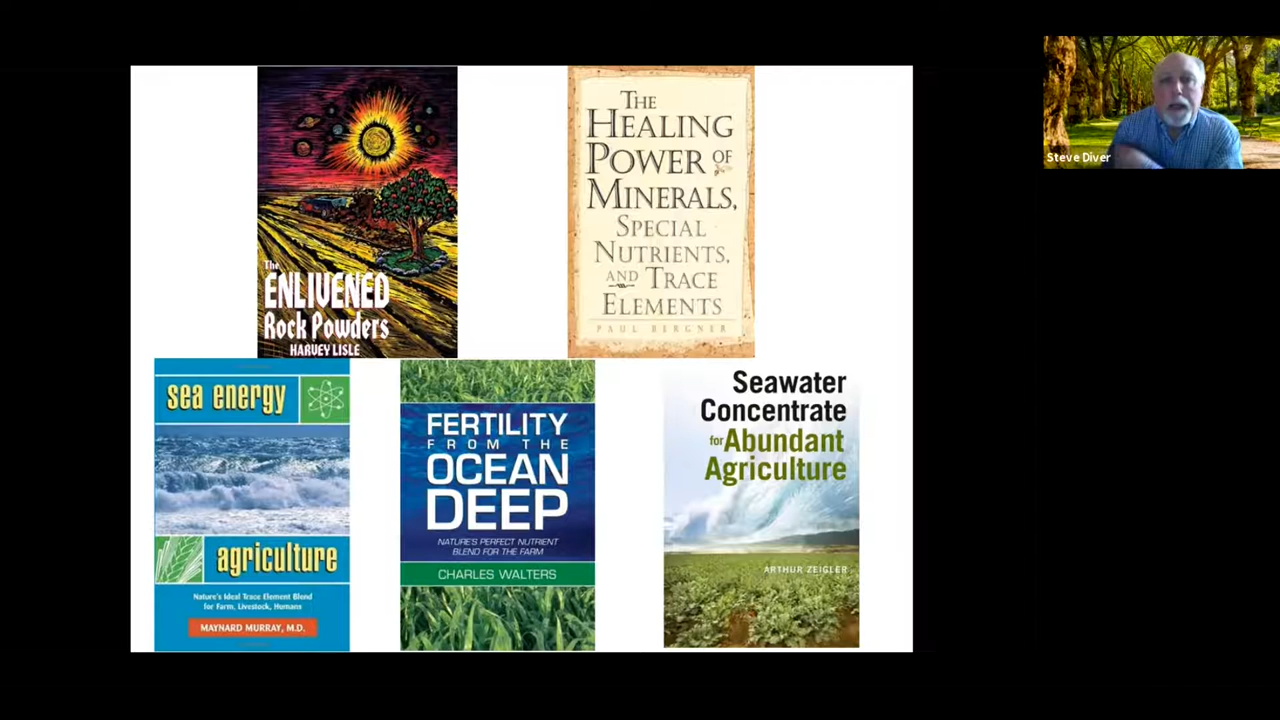 The
ENLIVENED
Rock Powders
HARVEY LISLE
THE
HEALING
POWER OF
MINERALS,
SPECIAL
NUTRIENTS,
AND TRACE
ELEMENTS
PAUL BERGNER
sea energy
agriculture
Nature's Ideal Trace Element Blend
for Farm, Livestock, Humans
MAYNARD MURRAY, M.D.
FERTILITY
FROM THE
OCEAN
DEEP
NATURE'S PERFECT NUTRIENT
BLEND FOR THE FARM
CHARLES WALTERS
Seawater
Concentrate
for Abundant
Agriculture
ARTHUR ZEIGLER
Steve Diver